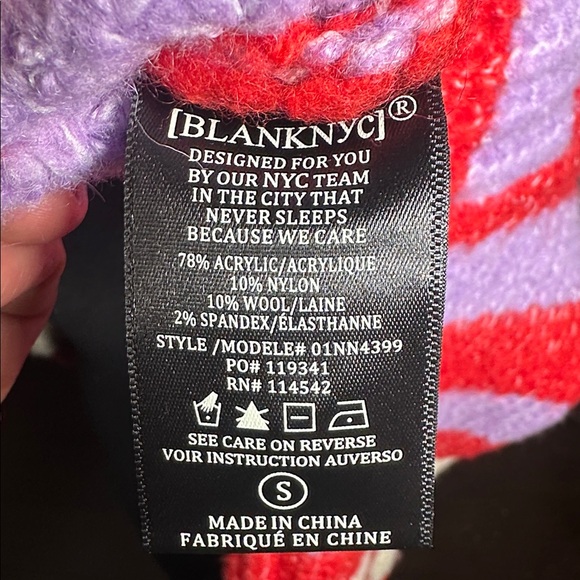 [BLANKNYC]®
DESIGNED FOR YOU
BY OUR NYC TEAM
IN THE CITY THAT
NEVER SLEEPS
BECAUSE WE CARE
78% ACRYLIC/ACRYLIQUE
10% NYLON
10% WOOL/LAINE
2% SPANDEX/ÉLASTHANNE
STYLE /MODELE# 01NN4399
PO# 119341
RN# 114542
SEE CARE ON REVERSE
VOIR INSTRUCTION AUVERSO
S
MADE IN CHINA
FABRIQUÉ EN CHINE